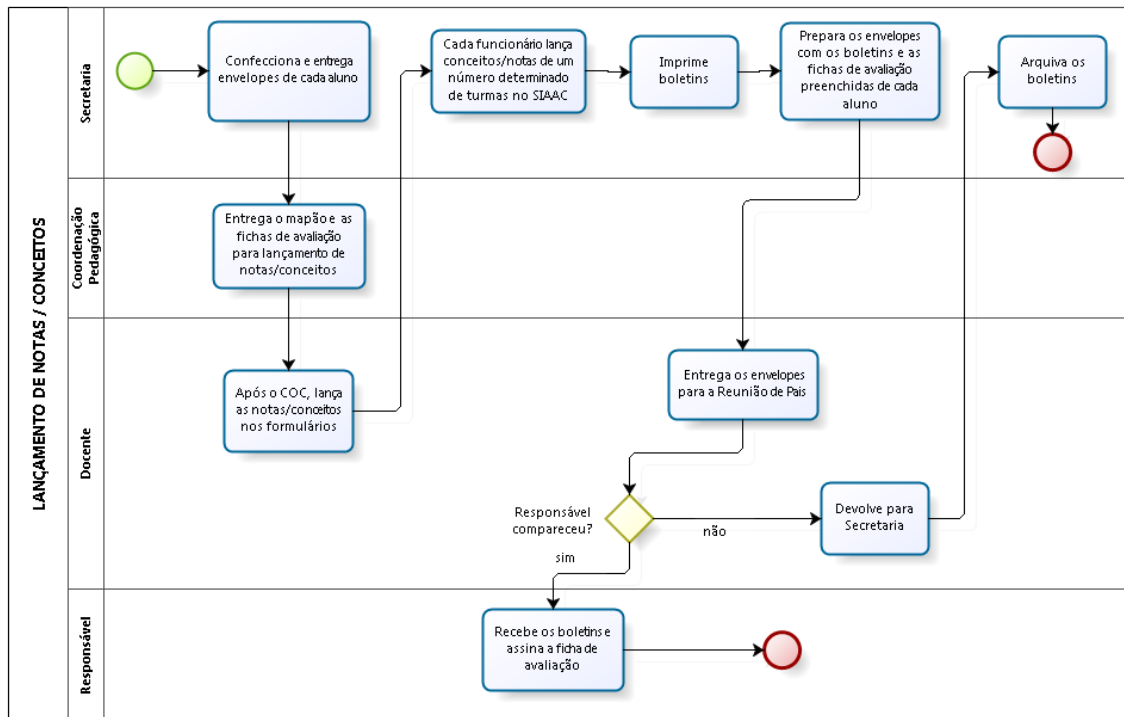 LANÇAMENTO DE NOTAS / CONCEITOS
Secretaria
Confecciona e entrega
envelopes de cada aluno
Cada funcionário lança
conceitos/notas de um
número determinado
de turmas no SIAAC
Imprime
boletins
Prepara os envelopes
com os boletins e as
fichas de avaliação
preenchidas de cada
aluno
Arquiva os
boletins
Coordenação
Pedagógica
Entrega o mapão e as
fichas de avaliação
para lançamento de
notas/conceitos
Docente
Após o COC, lança
as notas/conceitos
nos formulários
Entrega os envelopes
para a Reunião de Pais
Responsável
compareceu?
não
sim
Devolve para
Secretaria
Responsável
Recebe os boletins e
assina a ficha de
avaliação